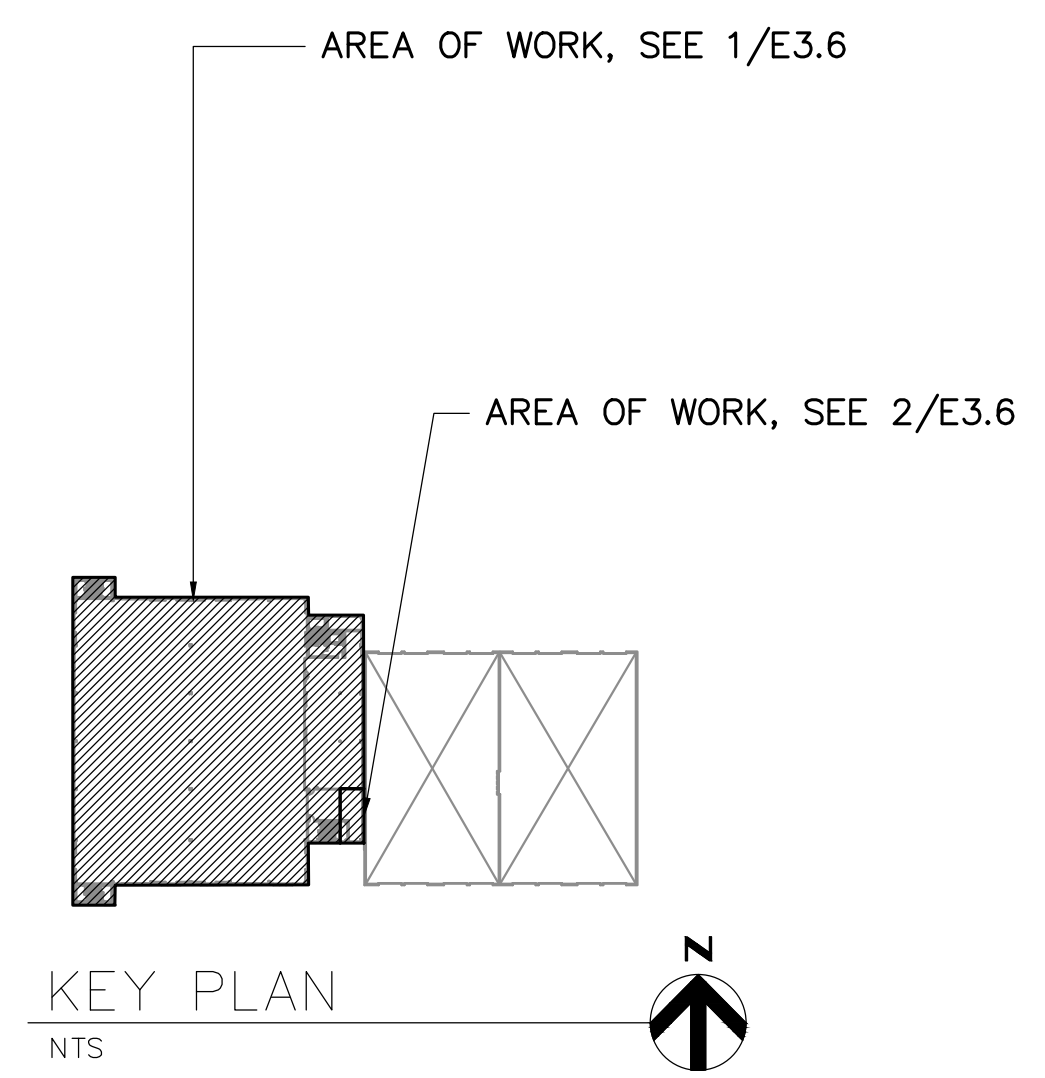 AREA OF WORK, SEE 1/E3.6
AREA OF WORK, SEE 2/E3.6
N
KEY PLAN
NTS